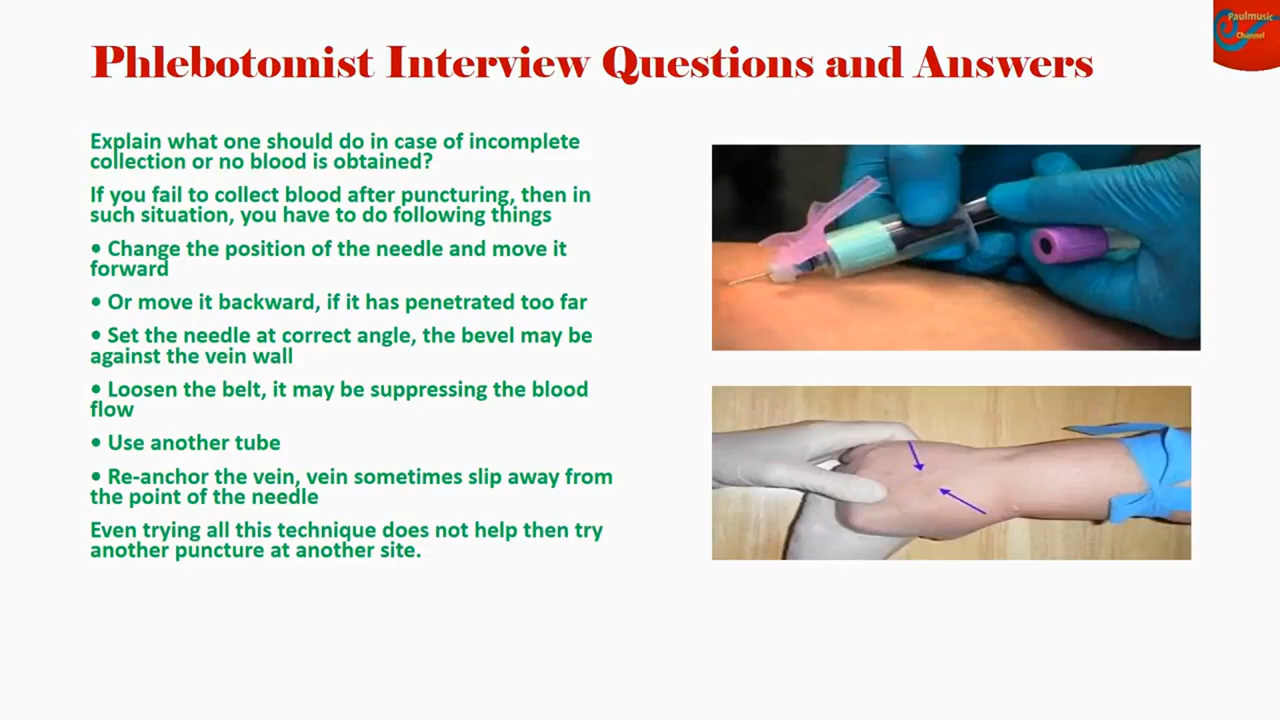 Paulmusic
Channel
Phlebotomist Interview Questions and Answers
Explain what one should do in case of incomplete
collection or no blood is obtained?
If you fail to collect blood after puncturing, then in
such situation, you have to do following things
• Change the position of the needle and move it
forward
• Or move it backward, if it has penetrated too far
• Set the needle at correct angle, the bevel may be
against the vein wall
• Loosen the belt, it may be suppressing the blood
flow
• Use another tube
• Re-anchor the vein, vein sometimes slip away from
the point of the needle
Even trying all this technique does not help then try
another puncture at another site.